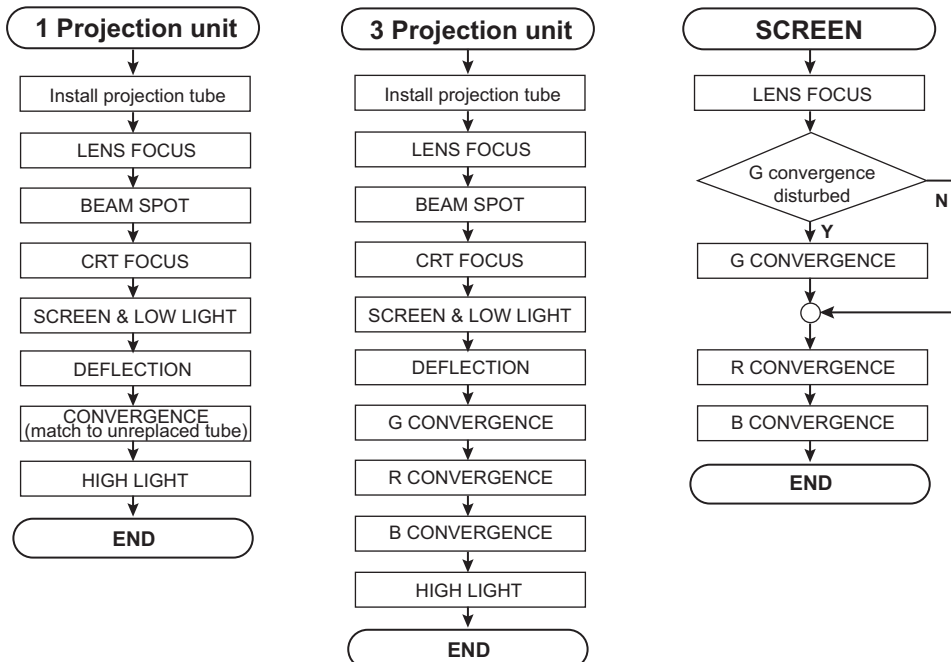 1 Projection unit
Install projection tube
LENS FOCUS
BEAM SPOT
CRT FOCUS
SCREEN & LOW LIGHT
DEFLECTION
CONVERGENCE
(match to unreplaced tube)
HIGH LIGHT
END
3 Projection unit
Install projection tube
LENS FOCUS
BEAM SPOT
CRT FOCUS
SCREEN & LOW LIGHT
DEFLECTION
G CONVERGENCE
R CONVERGENCE
B CONVERGENCE
HIGH LIGHT
END
SCREEN
LENS FOCUS
G convergence
disturbed
N
Y
G CONVERGENCE
R CONVERGENCE
B CONVERGENCE
END